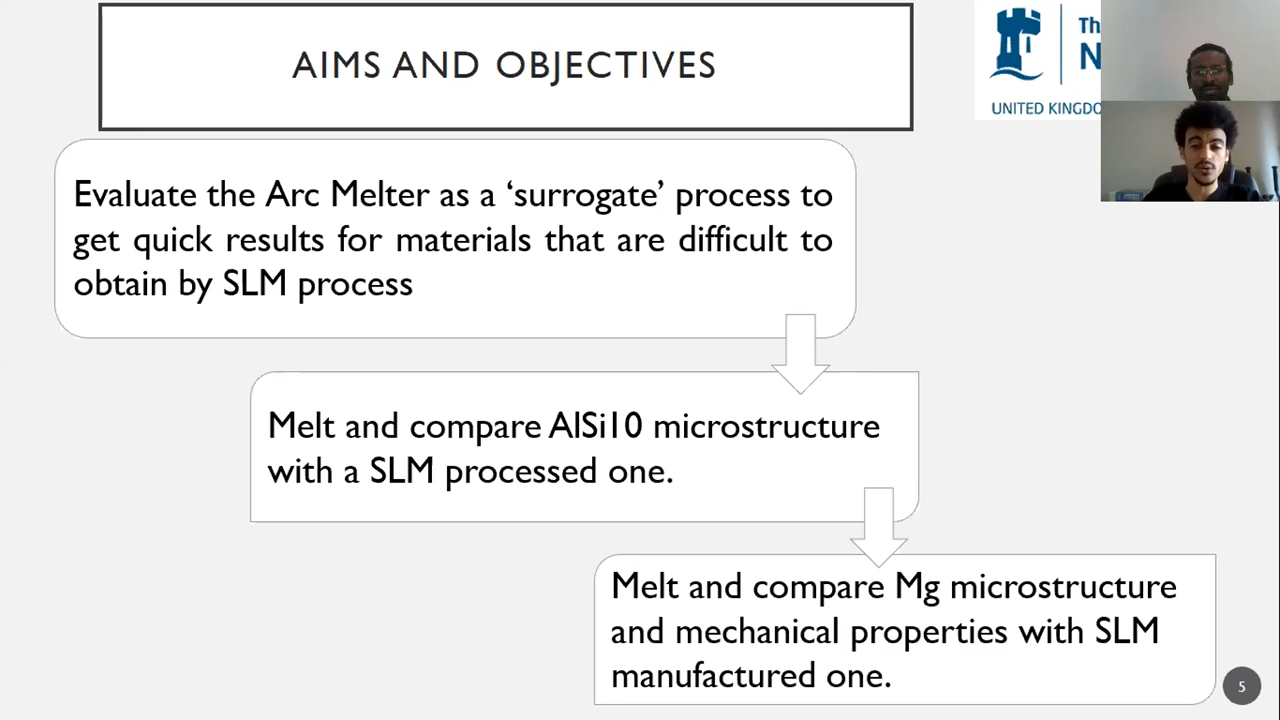 AIMS AND OBJECTIVES
Th
N
UNITED KINGDO
Evaluate the Arc Melter as a ‘surrogate’ process to
get quick results for materials that are difficult to
obtain by SLM process
Melt and compare AlSi10 microstructure
with a SLM processed one.
Melt and compare Mg microstructure
and mechanical properties with SLM
manufactured one.
5